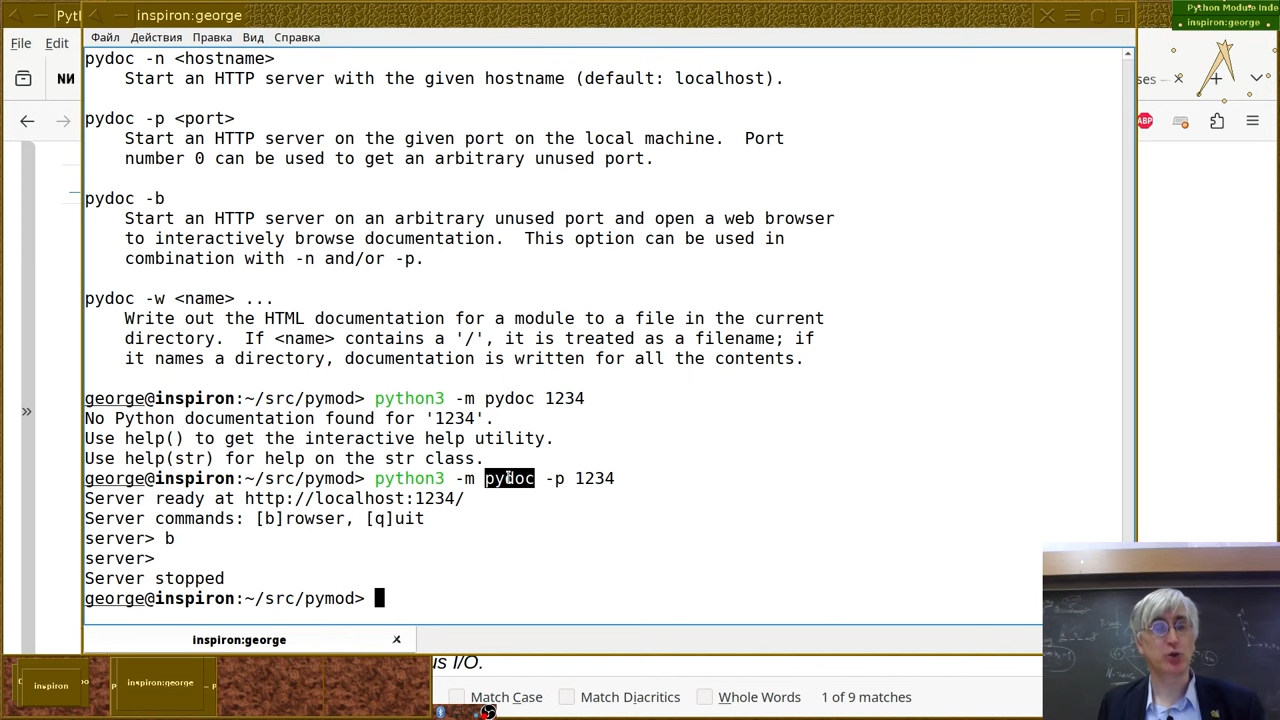 Pyth
inspiron:george
Python Module Inde
inspiron:george
File Edit
Файл Действия Правка Вид Справка
ses
ABP
pydoc -n <hostname>
Start an HTTP server with the given hostname (default: localhost).
pydoc -p <port>
Start an HTTP server on the given port on the local machine. Port
number 0 can be used to get an arbitrary unused port.
pydoc -b
Start an HTTP server on an arbitrary unused port and open a web browser
to interactively browse documentation. This option can be used in
combination with -n and/or -p.
pydoc -w <name> ...
Write out the HTML documentation for a module to a file in the current
directory. If <name> contains a '/', it is treated as a filename; if
it names a directory, documentation is written for all the contents.
george@inspiron:~/src/pymod> python3 -m pydoc 1234
No Python documentation found for '1234'.
Use help() to get the interactive help utility.
Use help(str) for help on the str class.
george@inspiron:~/src/pymod> python3 -m pydoc -p 1234
Server ready at http://localhost:1234/
Server commands: [b]rowser, [q]uit
server> b
server>
Server stopped
george@inspiron:~/src/pymod>
inspiron:george
us I/O.
inspiron
inspiron:george
Match Case Match Diacritics Whole Words 1 of 9 matches